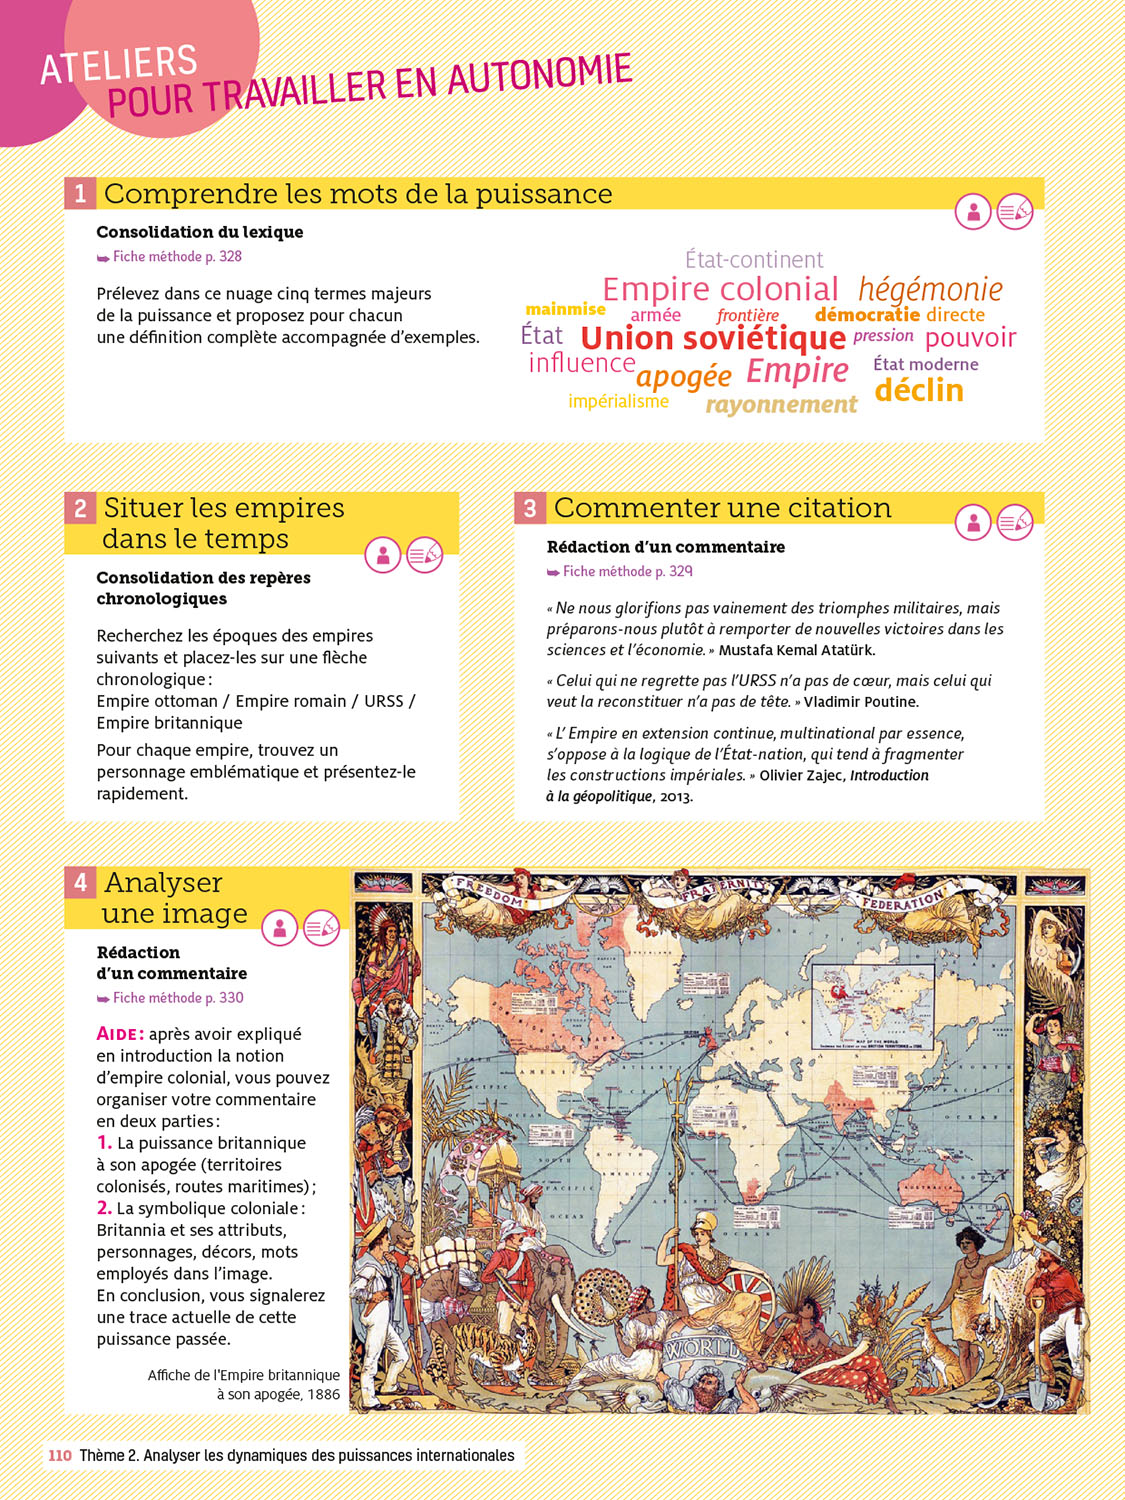 ATELIERS
POUR TRAVAILLER EN AUTONOMIE
1 Comprendre les mots de la puissance
Consolidation du lexique
Fiche méthode p. 328
Prélevez dans ce nuage cinq termes majeurs
de la puissance et proposez pour chacun
une définition complète accompagnée d’exemples.
État-continent
Empire colonial hégémonie
mainmise armée frontière démocratie directe
État Union soviétique pression pouvoir
influence apogée Empire État moderne
impérialisme rayonnement déclin
2 Situer les empires
dans le temps
Consolidation des repères
chronologiques
Recherchez les époques des empires
suivants et placez-les sur une flèche
chronologique :
Empire ottoman / Empire romain / URSS /
Empire britannique
Pour chaque empire, trouvez un
personnage emblématique et présentez-le
rapidement.
3 Commenter une citation
Rédaction d’un commentaire
Fiche méthode p. 329
« Ne nous glorifions pas vainement des triomphes militaires, mais
préparons-nous plutôt à remporter de nouvelles victoires dans les
sciences et l’économie. » Mustafa Kemal Atatürk.
« Celui qui ne regrette pas l’URSS n’a pas de cœur, mais celui qui
veut la reconstituer n’a pas de tête. » Vladimir Poutine.
« L’ Empire en extension continue, multinational par essence,
s’oppose à la logique de l’État-nation, qui tend à fragmenter
les constructions impériales. » Olivier Zajec, Introduction
à la géopolitique, 2013.
4 Analyser
une image
Rédaction
d’un commentaire
Fiche méthode p. 330
AIDE : après avoir expliqué
en introduction la notion
d’empire colonial, vous pouvez
organiser votre commentaire
en deux parties :
1. La puissance britannique
à son apogée (territoires
colonisés, routes maritimes) ;
2. La symbolique coloniale :
Britannia et ses attributs,
personnages, décors, mots
employés dans l’image.
En conclusion, vous signalerez
une trace actuelle de cette
puissance passée.
Affiche de l'Empire britannique
à son apogée, 1886
FREEDOM
FRATERNITY
FEDERATION
MAP OF THE WORLD
WORLD
110 Thème 2. Analyser les dynamiques des puissances internationales